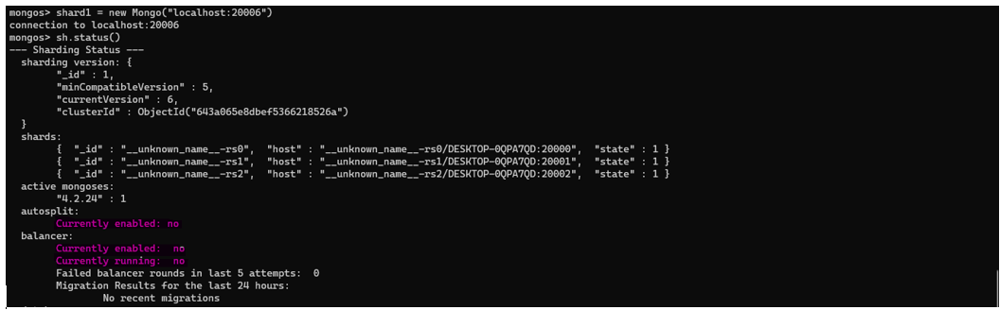 mongos> shard1 = new Mongo("localhost:20006")
connection to localhost:20006
mongos> sh.status()
--- Sharding Status ---
  sharding version: {
        "_id" : 1,
        "minCompatibleVersion" : 5,
        "currentVersion" : 6,
        "clusterId" : ObjectId("643a065e8dbef5366218526a")
  }
  shards:
        {  "_id" : "__unknown_name__-rs0",  "host" : "__unknown_name__-rs0/DESKTOP-0QPA7QD:20000",  "state" : 1 }
        {  "_id" : "__unknown_name__-rs1",  "host" : "__unknown_name__-rs1/DESKTOP-0QPA7QD:20001",  "state" : 1 }
        {  "_id" : "__unknown_name__-rs2",  "host" : "__unknown_name__-rs2/DESKTOP-0QPA7QD:20002",  "state" : 1 }
  active mongoses:
        "4.2.24" : 1
  autosplit:
        Currently enabled: no
  balancer:
        Currently enabled:  no
        Currently running:  no
        Failed balancer rounds in last 5 attempts:  0
        Migration Results for the last 24 hours:
                No recent migrations